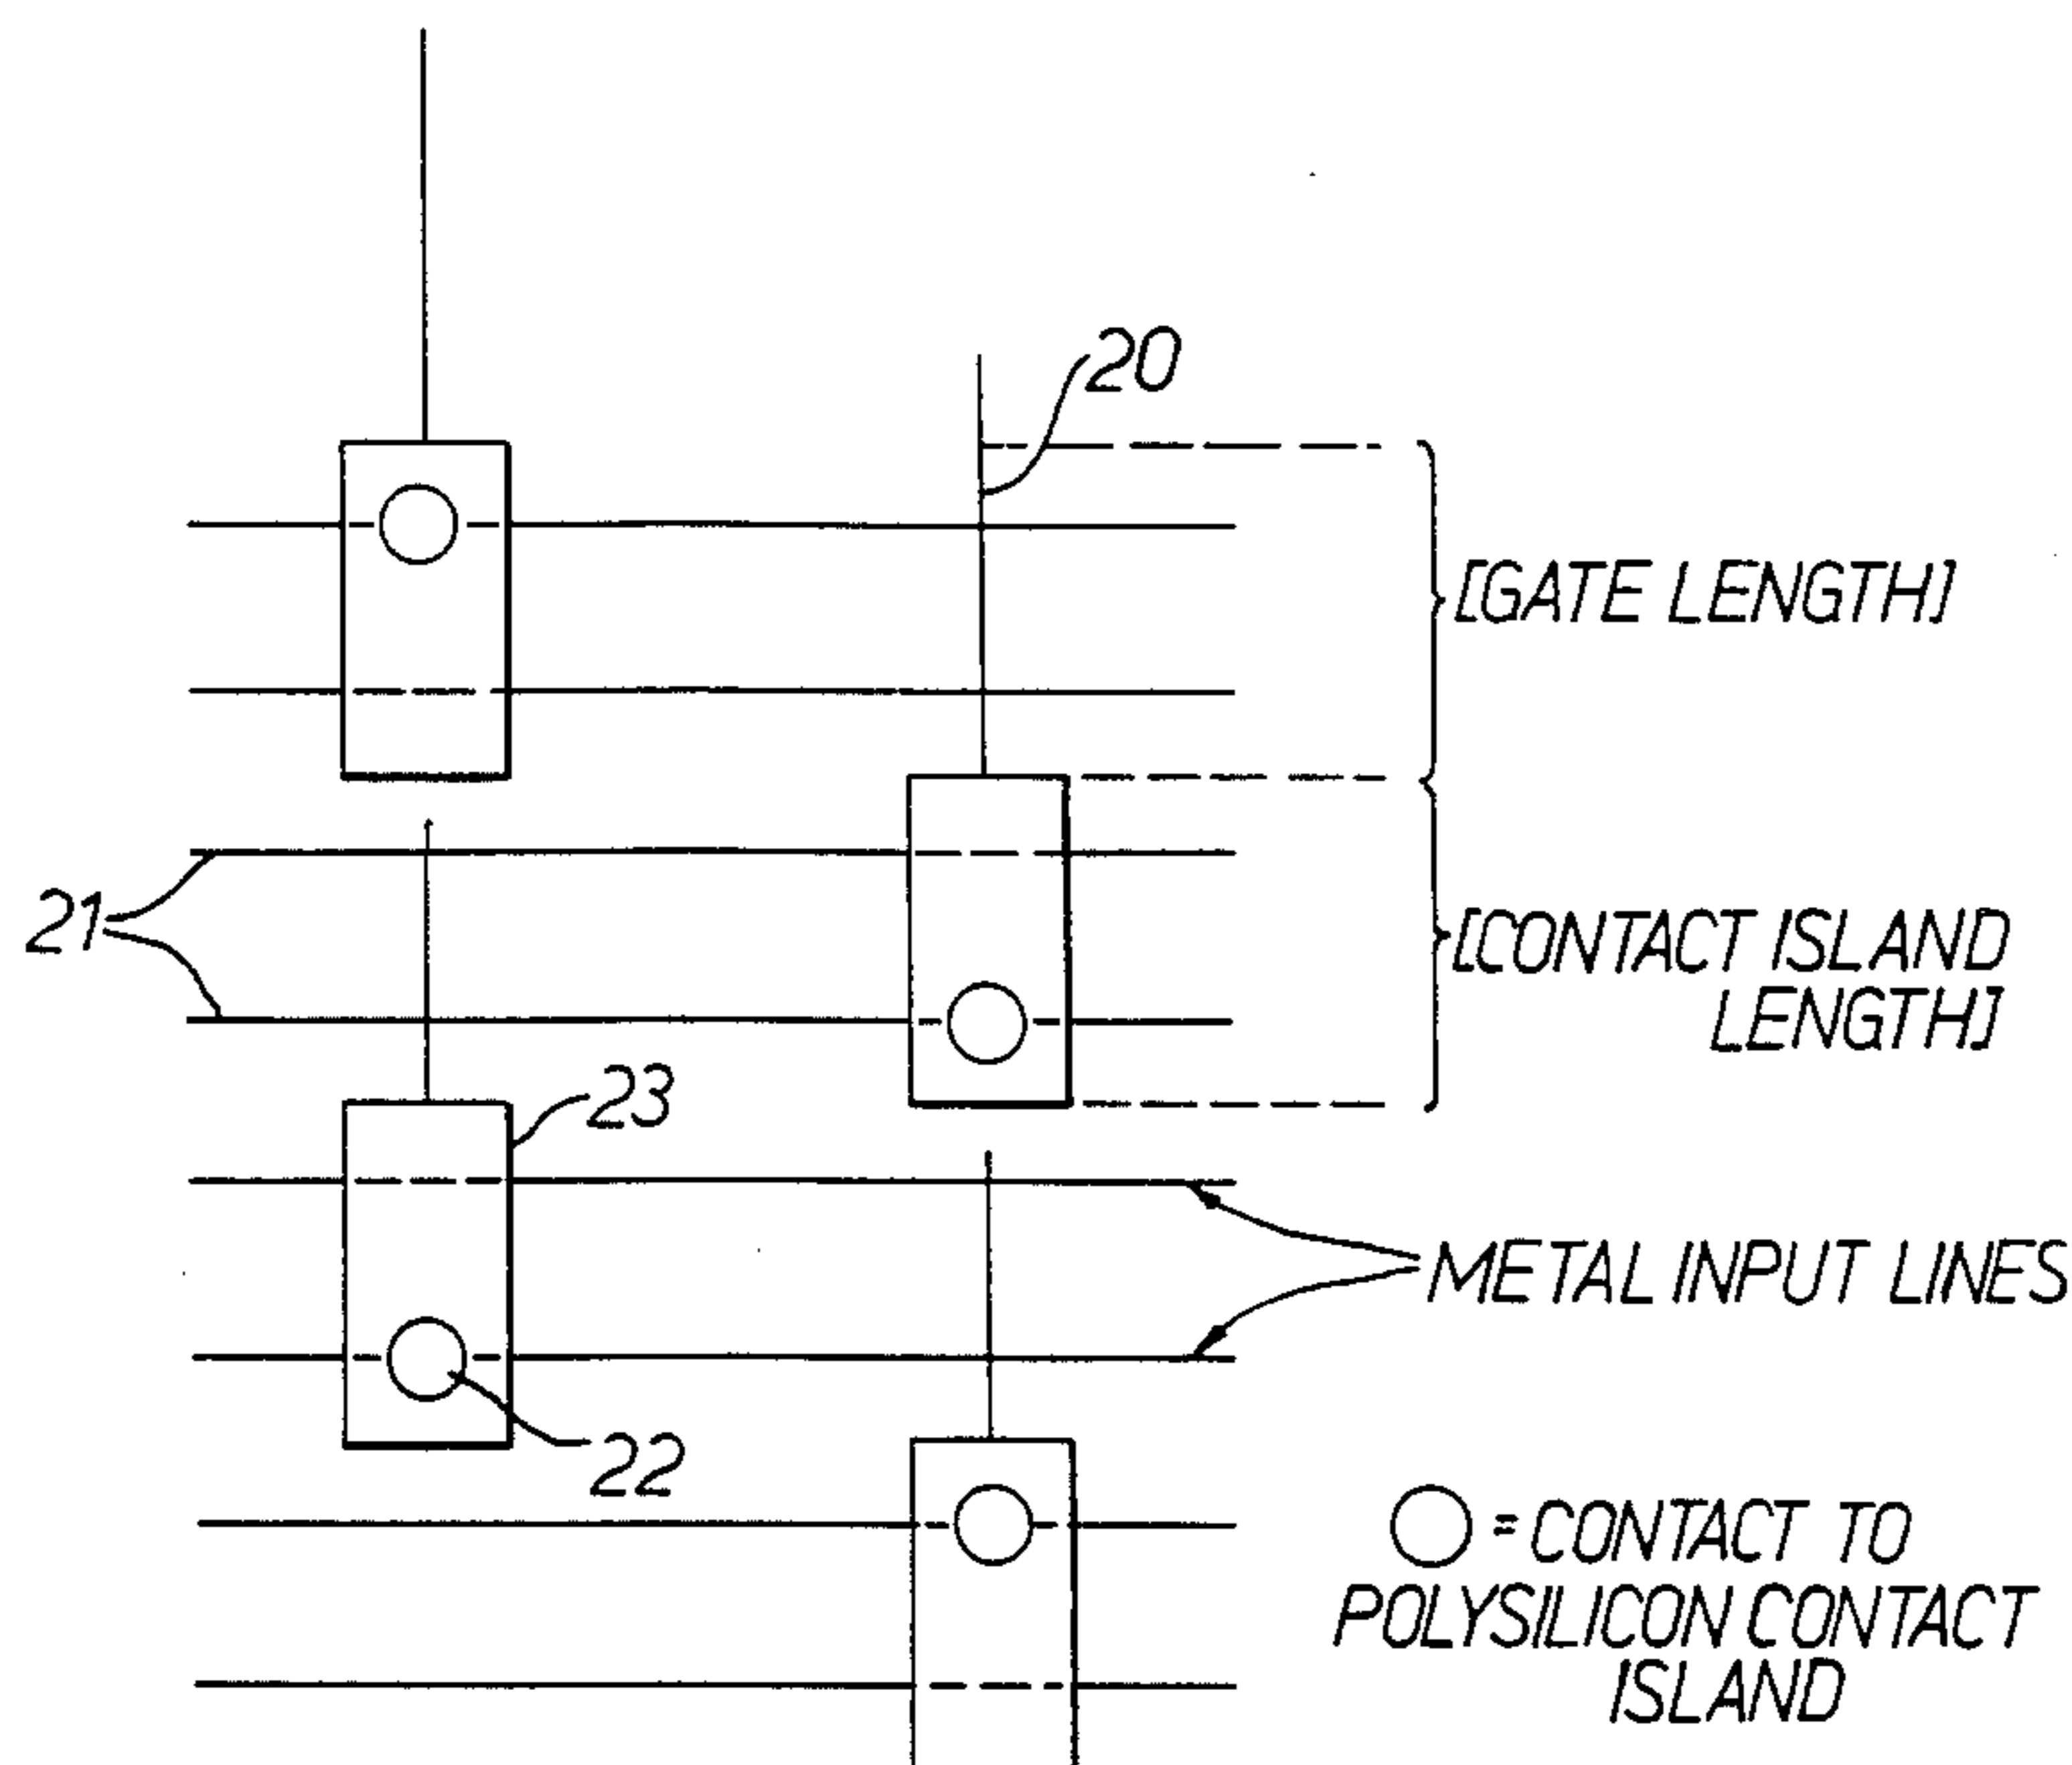 20
[GATE LENGTH]
21
[CONTACT ISLAND
LENGTH]
23
METAL INPUT LINES
22
= CONTACT TO
POLYSILICON CONTACT
ISLAND